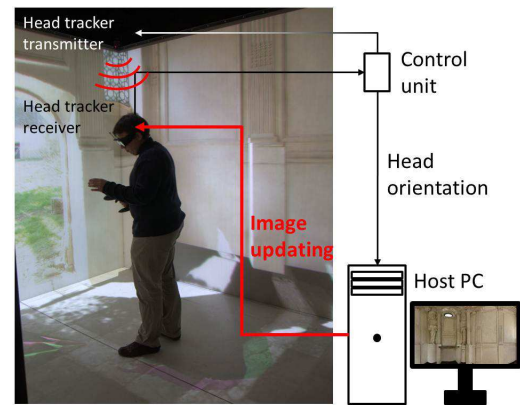 Head tracker
transmitter
Control
unit
Head tracker
receiver
Head
orientation
Image
updating
Host PC